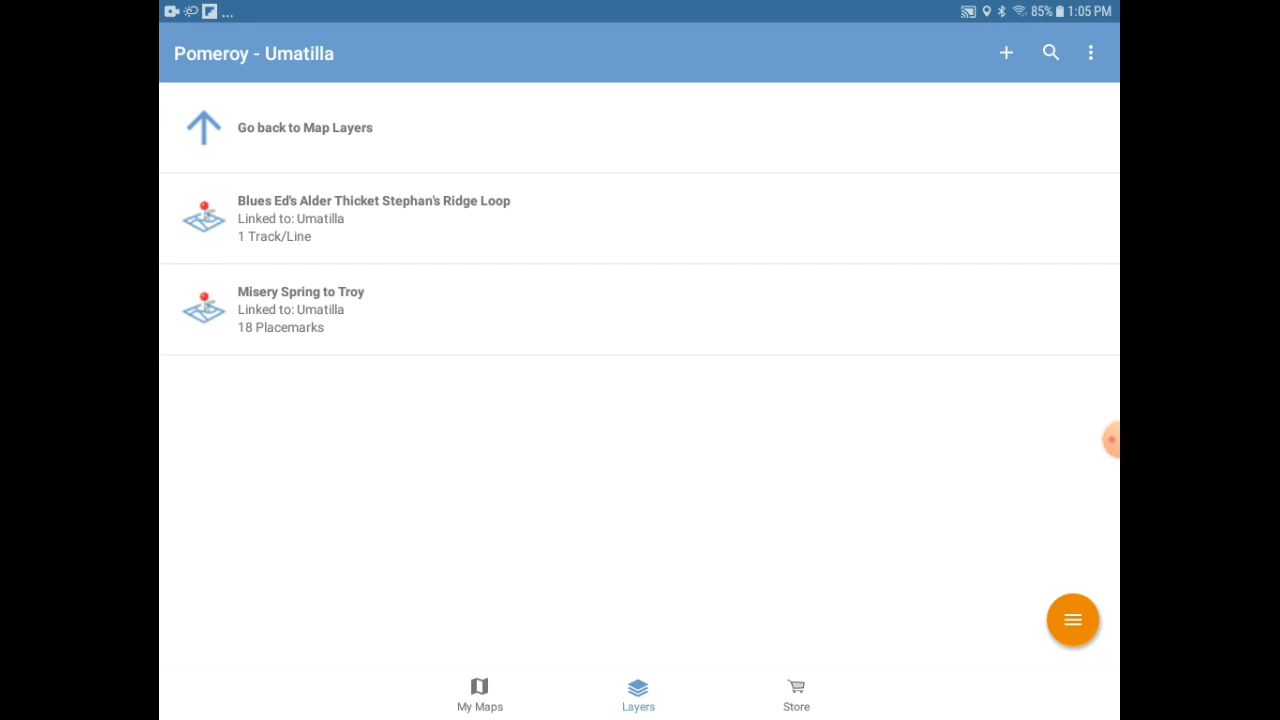 ... 85% 1:05 PM
Pomeroy - Umatilla
Go back to Map Layers
Blues Ed's Alder Thicket Stephan's Ridge Loop
Linked to: Umatilla
1 Track/Line
Misery Spring to Troy
Linked to: Umatilla
18 Placemarks
My Maps Layers Store